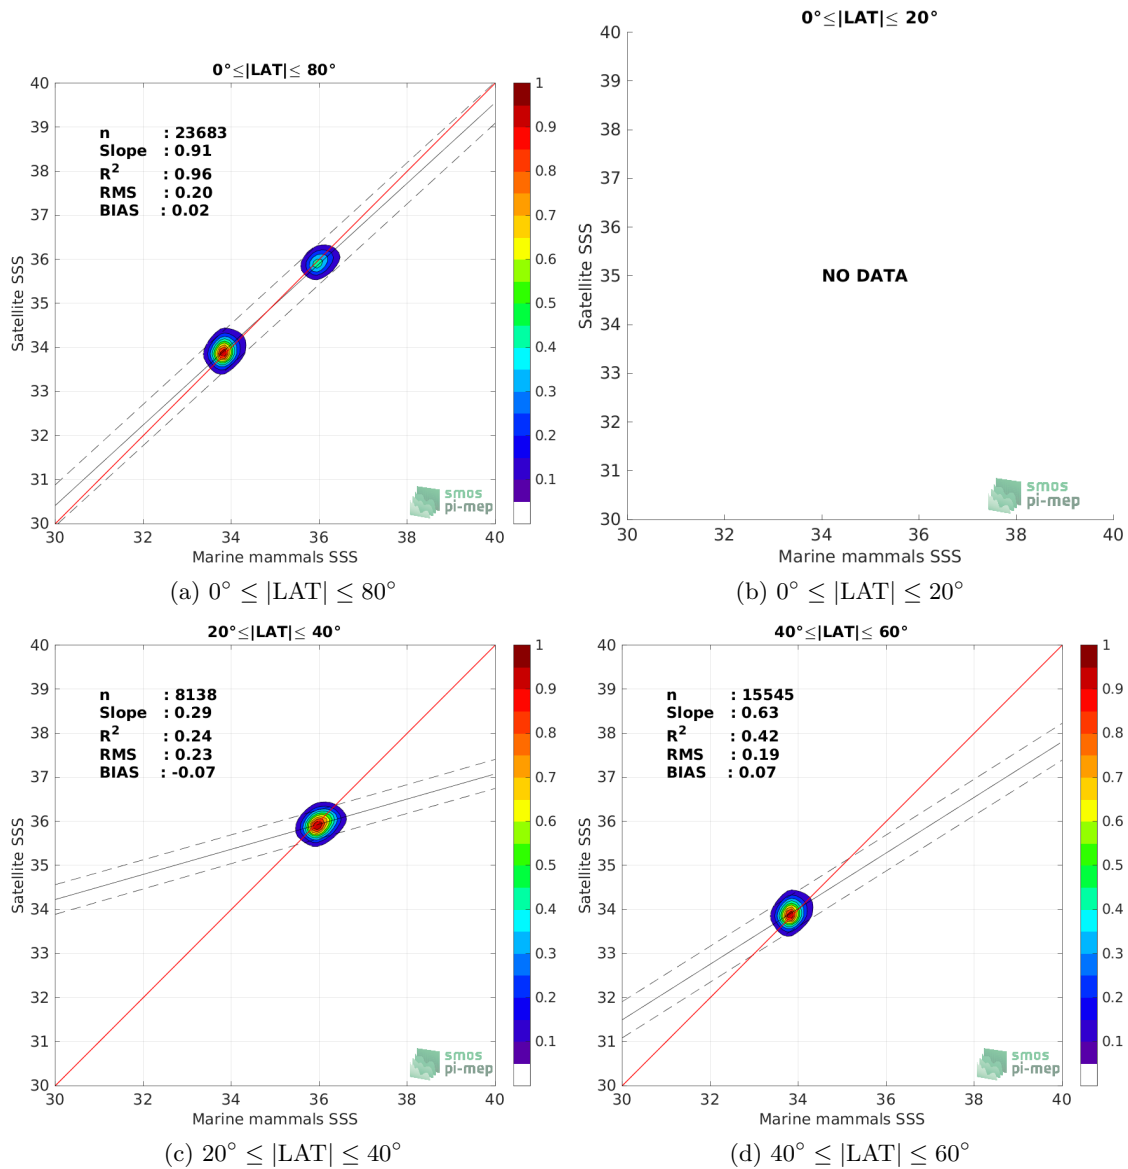 0°≤|LAT|≤ 80°
40
39
38
37
36
35
34
33
32
31
30
Satellite SSS
n : 23683
Slope : 0.91
R² : 0.96
RMS : 0.20
BIAS : 0.02
smos
pi-mep
30 32 34 36 38 40
Marine mammals SSS
1
0.9
0.8
0.7
0.6
0.5
0.4
0.3
0.2
0.1
(a) 0° ≤ |LAT| ≤ 80°
0°≤|LAT|≤ 20°
40
39
38
37
36
35
34
33
32
31
30
Satellite SSS
NO DATA
smos
pi-mep
30 32 34 36 38 40
Marine mammals SSS
(b) 0° ≤ |LAT| ≤ 20°
20°≤|LAT|≤ 40°
40
39
38
37
36
35
34
33
32
31
30
Satellite SSS
n : 8138
Slope : 0.29
R² : 0.24
RMS : 0.23
BIAS : -0.07
smos
pi-mep
30 32 34 36 38 40
Marine mammals SSS
1
0.9
0.8
0.7
0.6
0.5
0.4
0.3
0.2
0.1
(c) 20° ≤ |LAT| ≤ 40°
40°≤|LAT|≤ 60°
40
39
38
37
36
35
34
33
32
31
30
Satellite SSS
n : 15545
Slope : 0.63
R² : 0.42
RMS : 0.19
BIAS : 0.07
smos
pi-mep
30 32 34 36 38 40
Marine mammals SSS
1
0.9
0.8
0.7
0.6
0.5
0.4
0.3
0.2
0.1
(d) 40° ≤ |LAT| ≤ 60°